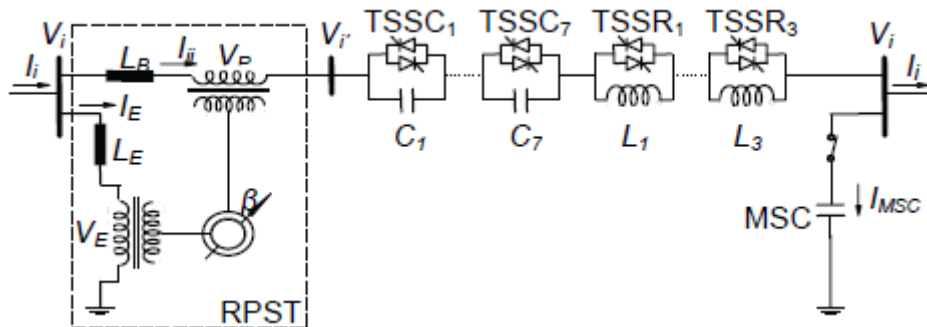 TSSC1 TSSC7 TSSR1 TSSR3
Vi Vi' Vi
Ii LB Iij VB Ii
IE
LE
C1 C7 L1 L3
β
VE
MSC IMSC
RPST